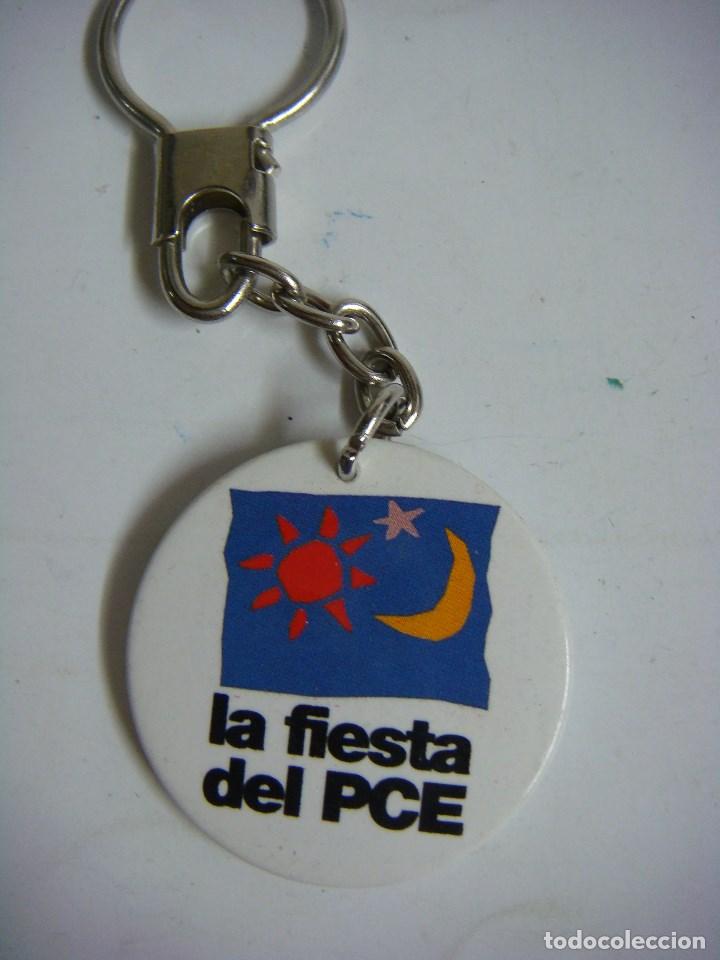 la fiesta
del PCE
todocoleccion